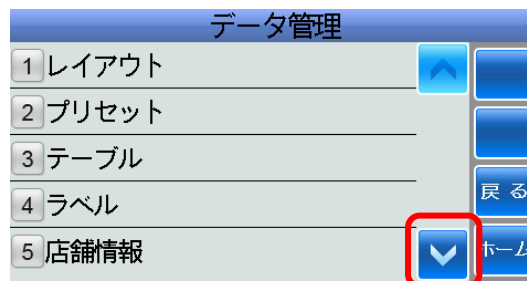 データ管理
1 レイアウト
2 プリセット
3 テーブル
4 ラベル
戻る
5 店舗情報
ホーム